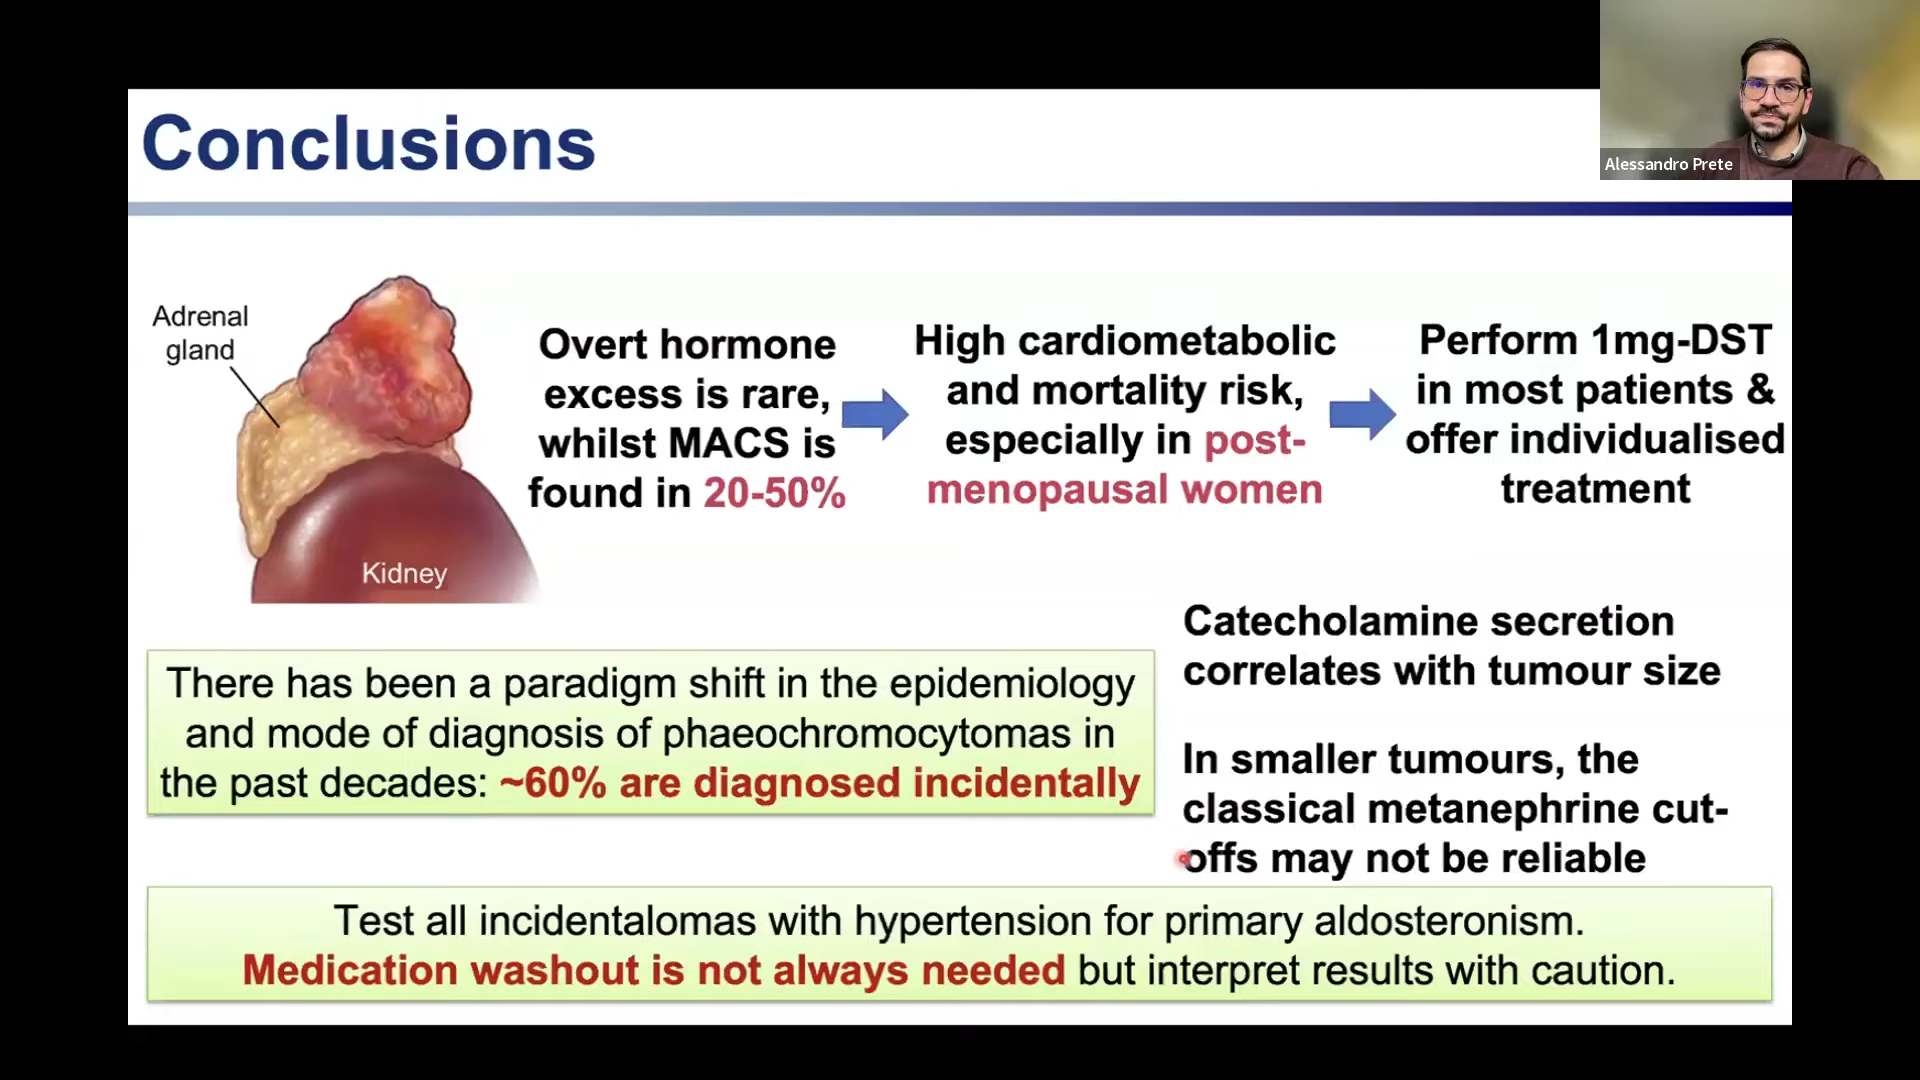 Conclusions
Alessandro Prete
Adrenal
gland
Kidney
Overt hormone
excess is rare,
whilst MACS is
found in 20-50%
High cardiometabolic
and mortality risk,
especially in post-
menopausal women
Perform 1mg-DST
in most patients &
offer individualised
treatment
There has been a paradigm shift in the epidemiology
and mode of diagnosis of phaeochromocytomas in
the past decades: ~60% are diagnosed incidentally
Catecholamine secretion
correlates with tumour size
In smaller tumours, the
classical metanephrine cut-
offs may not be reliable
Test all incidentalomas with hypertension for primary aldosteronism.
Medication washout is not always needed but interpret results with caution.